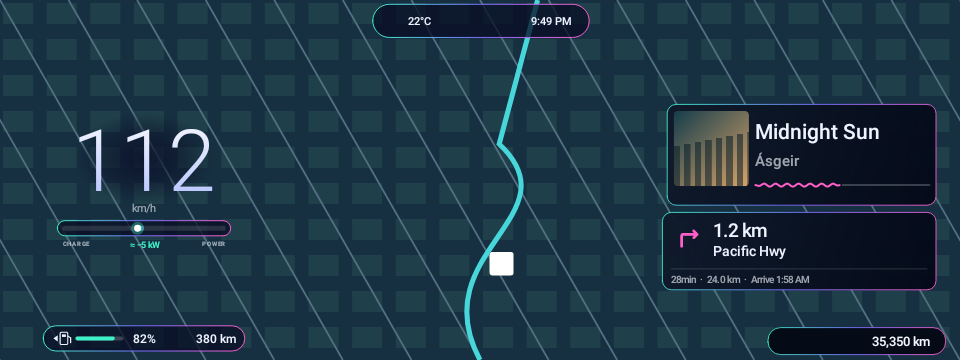 22°C
9:49 PM
112
km/h
CHARGE
≈ -5 kW
POWER
82%
380 km
Midnight Sun
Ásgeir
1.2 km
Pacific Hwy
28min · 24.0 km · Arrive 1:58 AM
35,350 km